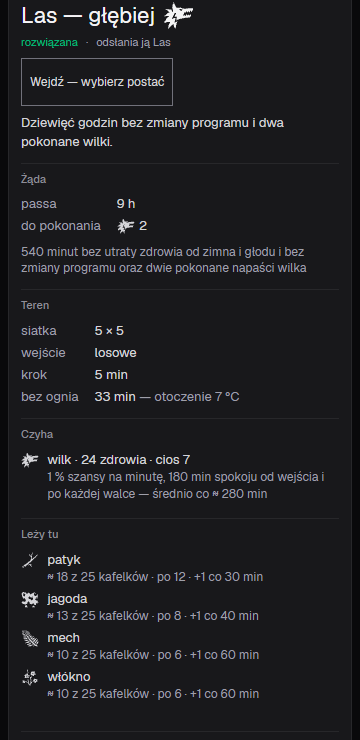 Las — głębiej
rozwiązana · odsłania ją Las
Wejdź — wybierz postać
Dziewięć godzin bez zmiany programu i dwa
pokonane wilki.
Żąda
passa 9 h
do pokonania 2
540 minut bez utraty zdrowia od zimna i głodu i bez
zmiany programu oraz dwie pokonane napaści wilka
Teren
siatka 5 × 5
wejście losowe
krok 5 min
bez ognia 33 min — otoczenie 7 °C
Czyha
wilk · 24 zdrowia · cios 7
1 % szansy na minutę, 180 min spokoju od wejścia i
po każdej walce — średnio co ≈ 280 min
Leży tu
patyk
≈ 18 z 25 kafelków · po 12 · +1 co 30 min
jagoda
≈ 13 z 25 kafelków · po 8 · +1 co 40 min
mech
≈ 10 z 25 kafelków · po 6 · +1 co 60 min
włókno
≈ 10 z 25 kafelków · po 6 · +1 co 60 min